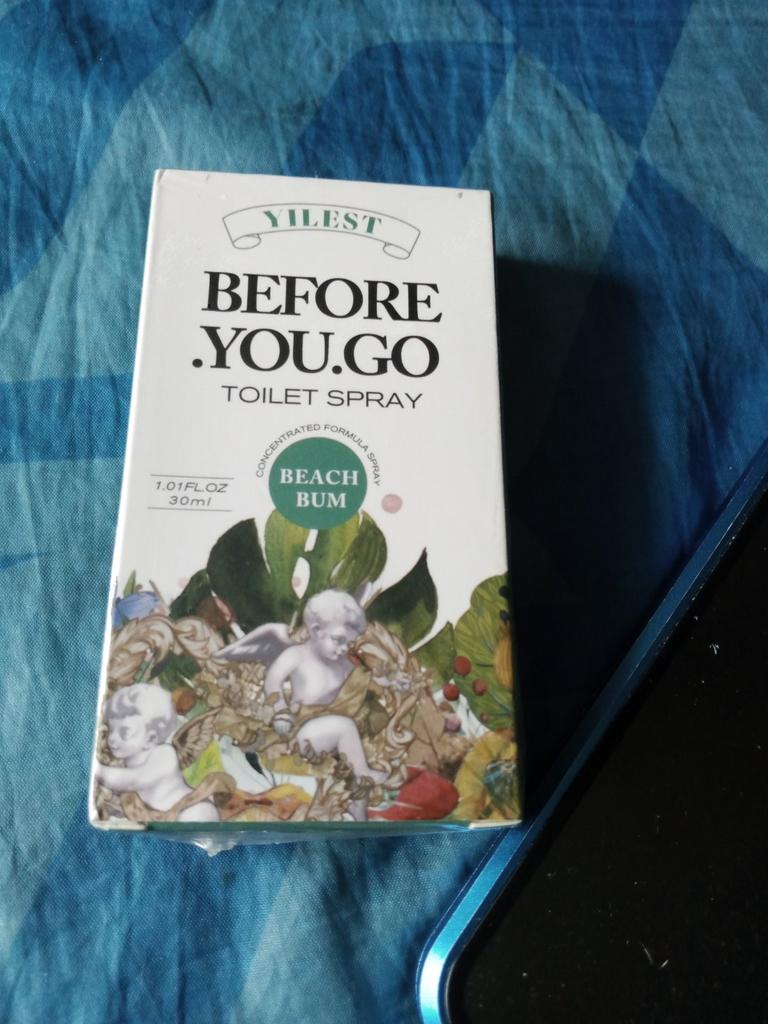 YILEST
BEFORE
.YOU.GO
TOILET SPRAY
CONCENTRATED FORMULA SPRAY
BEACH
BUM
1.01FL.OZ
30ml